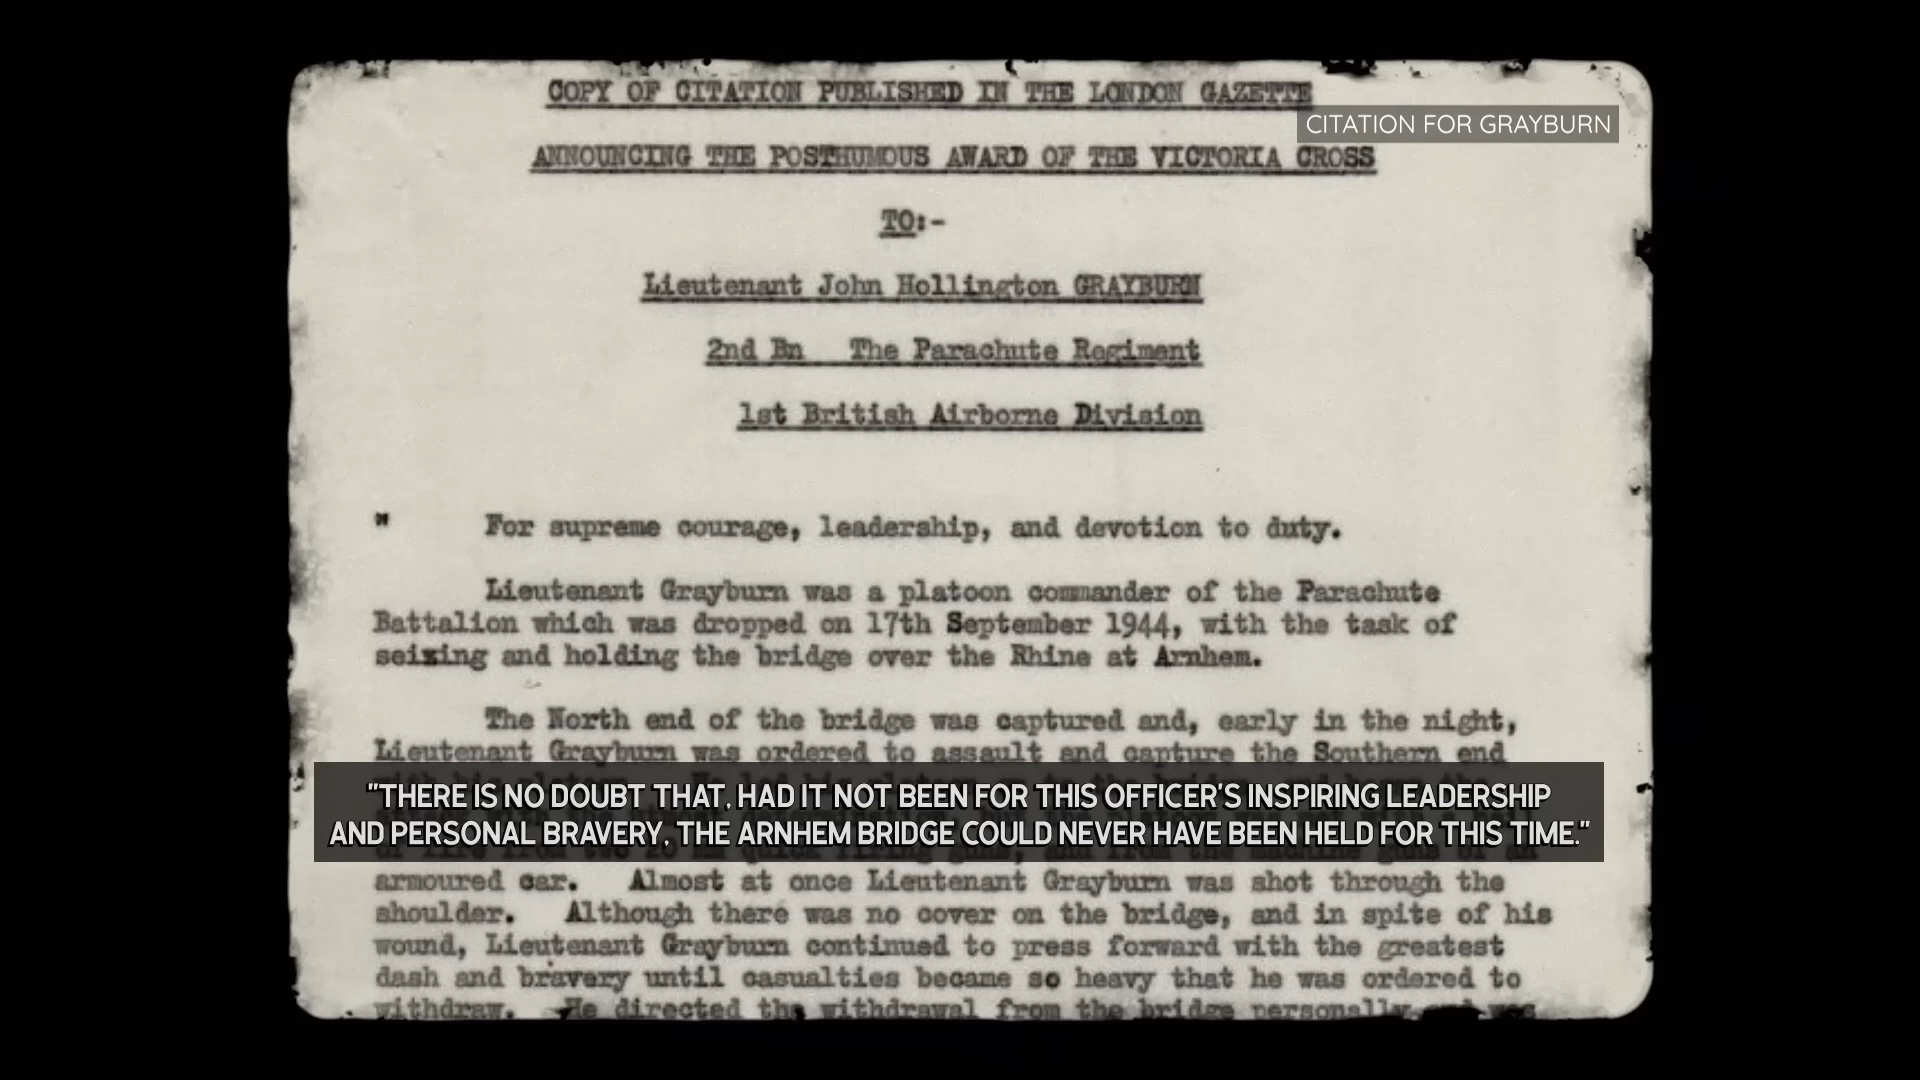 COPY OF CITATION PUBLISHED IN THE LONDON GAZETTE
CITATION FOR GRAYBURN
ANNOUNCING THE POSTHUMOUS AWARD OF THE VICTORIA CROSS
TO:-
Lieutenant John Hollington GRAYBURN
2nd Bn The Parachute Regiment
1st British Airborne Division
" For supreme courage, leadership, and devotion to duty.
Lieutenant Grayburn was a platoon commander of the Parachute
Battalion which was dropped on 17th September 1944, with the task of
seizing and holding the bridge over the Rhine at Arnhem.
The North end of the bridge was captured and, early in the night,
Lieutenant Grayburn was ordered to assault and capture the Southern end
"THERE IS NO DOUBT THAT, HAD IT NOT BEEN FOR THIS OFFICER'S INSPIRING LEADERSHIP
AND PERSONAL BRAVERY, THE ARNHEM BRIDGE COULD NEVER HAVE BEEN HELD FOR THIS TIME."
armoured car. Almost at once Lieutenant Grayburn was shot through the
shoulder. Although there was no cover on the bridge, and in spite of his
wound, Lieutenant Grayburn continued to press forward with the greatest
dash and bravery until casualties became so heavy that he was ordered to
withdraw. He directed the withdrawal from the bridge personally and was